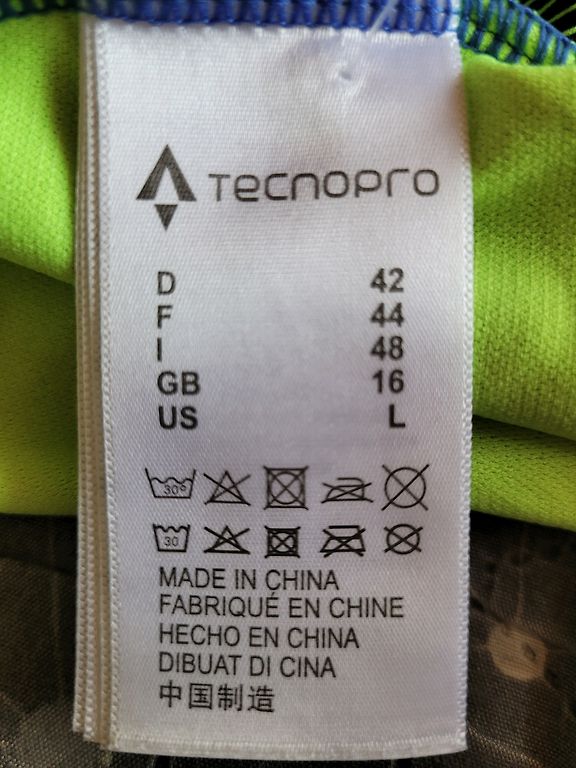 TECNOPRO
D 42
F 44
I 48
GB 16
US L
30°
30
MADE IN CHINA
FABRIQUÉ EN CHINE
HECHO EN CHINA
DIBUAT DI CINA
中国制造